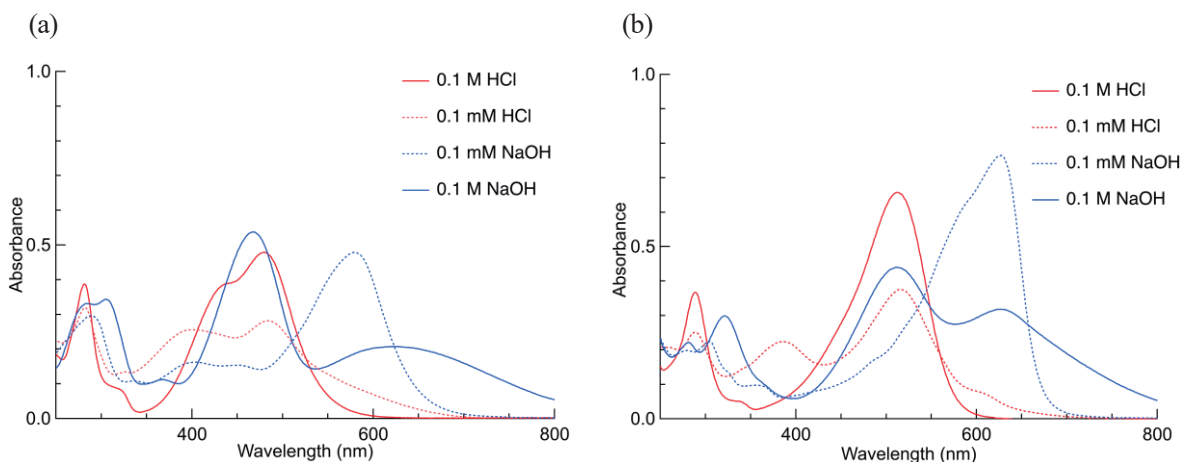 (a)
1.0
0.5
0.0
Absorbance
400
600
800
Wavelength (nm)
0.1 M HCl
0.1 mM HCl
0.1 mM NaOH
0.1 M NaOH
(b)
1.0
0.5
0.0
Absorbance
400
600
800
Wavelength (nm)
0.1 M HCl
0.1 mM HCl
0.1 mM NaOH
0.1 M NaOH